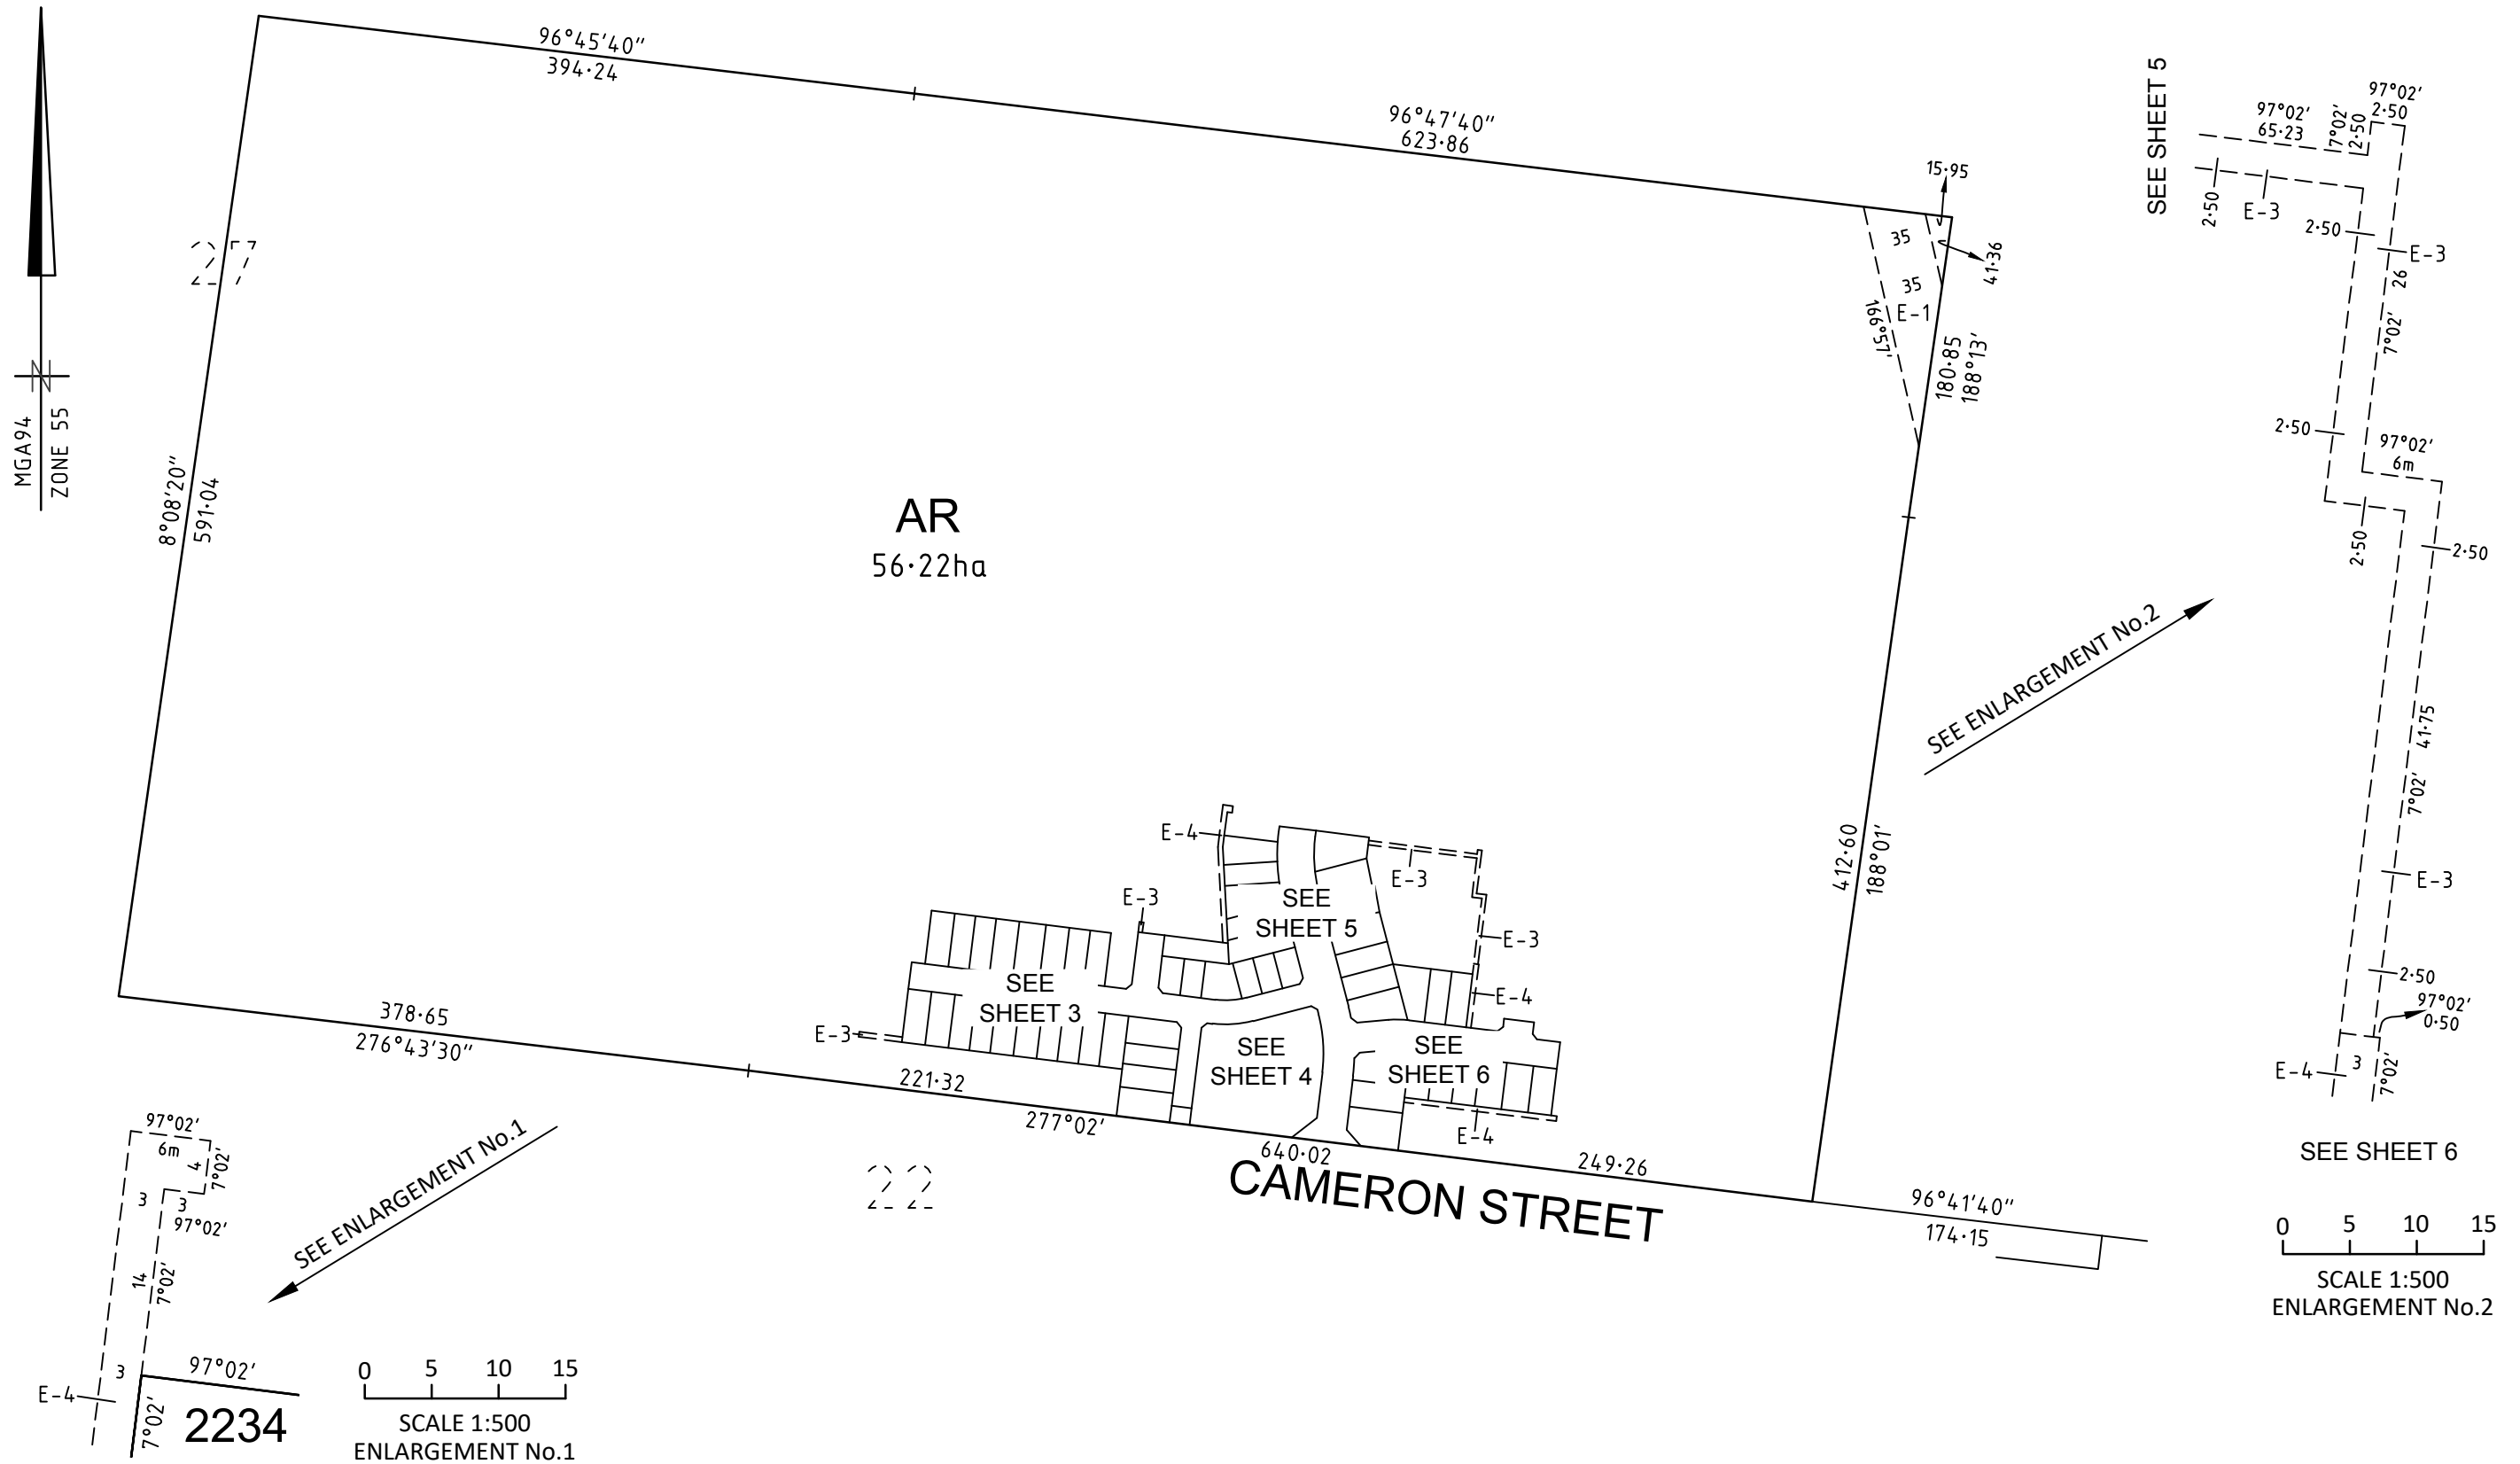 96°45'40"
394·24
96°47'40"
623·86
15·95
41·36
35
35
E-1
166°57'
180·85
188°13'
27
MGA94
ZONE 55
N
8°08'20"
591·04
AR
56·22ha
412·60
188°01'
E-4
E-3
E-3
E-3
E-4
E-3
E-4
SEE
SHEET 5
SEE
SHEET 3
SEE
SHEET 4
SEE
SHEET 6
378·65
276°43'30"
221·32
277°02'
640·02
249·26
22
CAMERON STREET
96°41'40"
174·15
SEE ENLARGEMENT No.1
97°02'
6m
4
7°02'
3
3
97°02'
14
7°02'
3
97°02'
E-4
7°02'
2234
0 5 10 15
SCALE 1:500
ENLARGEMENT No.1
SEE ENLARGEMENT No.2
SEE SHEET 5
97°02'
65·23
7°02'
2·50
97°02'
2·50
2·50
E-3
2·50
E-3
26
7°02'
2·50
97°02'
6m
2·50
2·50
41·75
7°02'
E-3
2·50
97°02'
0·50
E-4
3
7°02'
SEE SHEET 6
0 5 10 15
SCALE 1:500
ENLARGEMENT No.2